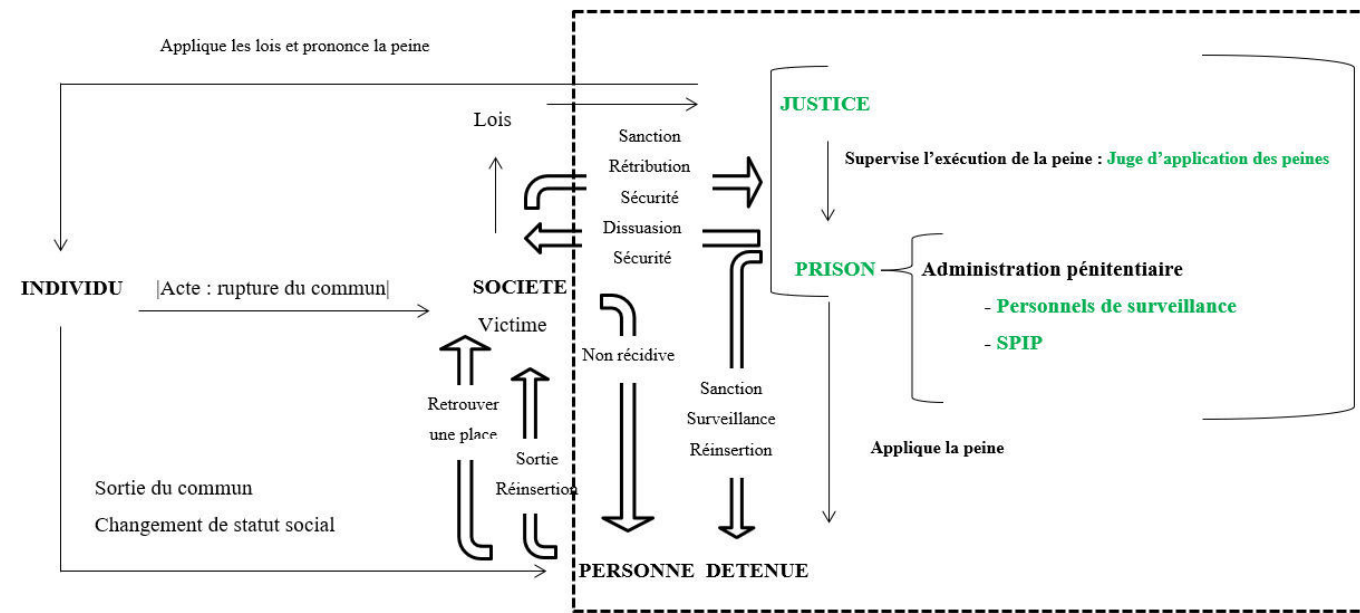 Applique les lois et prononce la peine
JUSTICE
Lois
Sanction
Rétribution
Sécurité
Dissuasion
Sécurité
Supervise l’exécution de la peine : Juge d’application des peines
INDIVIDU
|Acte : rupture du commun|
SOCIETE
Victime
PRISON
Administration pénitentiaire
- Personnels de surveillance
- SPIP
Non récidive
Retrouver
une place
Sanction
Surveillance
Réinsertion
Applique la peine
Sortie
Réinsertion
Sortie du commun
Changement de statut social
PERSONNE DETENUE